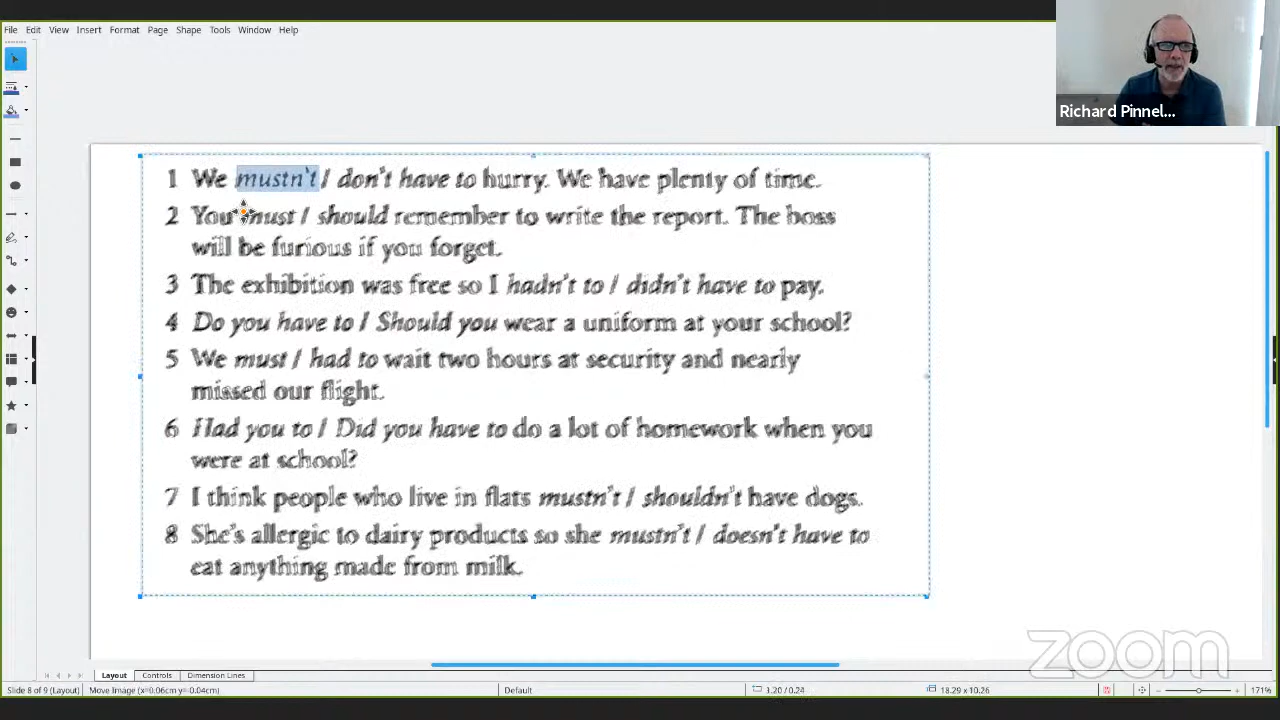 File Edit View Insert Format Page Shape Tools Window Help
Richard Pinnel...
1 We mustn't / don't have to hurry. We have plenty of time.
2 You must / should remember to write the report. The boss
will be furious if you forget.
3 The exhibition was free so I hadn't to / didn't have to pay.
4 Do you have to / Should you wear a uniform at your school?
5 We must / had to wait two hours at security and nearly
missed our flight.
6 Had you to / Did you have to do a lot of homework when you
were at school?
7 I think people who live in flats mustn't / shouldn't have dogs.
8 She's allergic to dairy products so she mustn't / doesn't have to
eat anything made from milk.
zoom
Layout Controls Dimension Lines
Slide 8 of 9 (Layout) Move Image (x=0.06cm y=-0.04cm) Default 3.20 / 0.24 18.29 x 10.26 171%